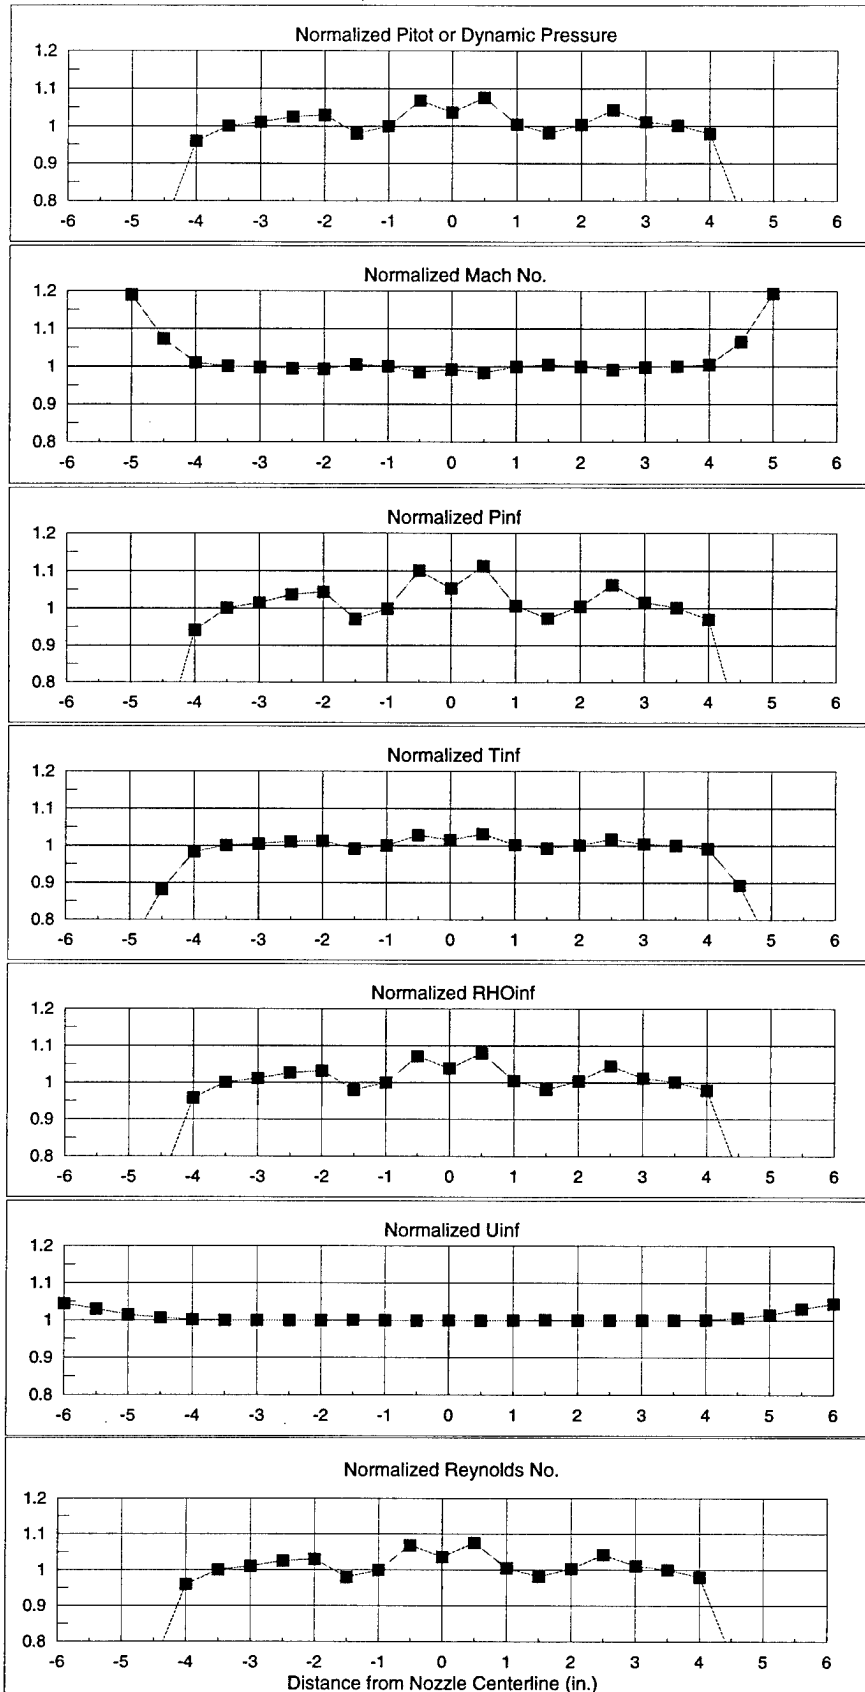 Normalized Pitot or Dynamic Pressure
1.2
1.1
1
0.9
0.8
-6 -5 -4 -3 -2 -1 0 1 2 3 4 5 6
Normalized Mach No.
1.2
1.1
1
0.9
0.8
-6 -5 -4 -3 -2 -1 0 1 2 3 4 5 6
Normalized Pinf
1.2
1.1
1
0.9
0.8
-6 -5 -4 -3 -2 -1 0 1 2 3 4 5 6
Normalized Tinf
1.2
1.1
1
0.9
0.8
-6 -5 -4 -3 -2 -1 0 1 2 3 4 5 6
Normalized RHOinf
1.2
1.1
1
0.9
0.8
-6 -5 -4 -3 -2 -1 0 1 2 3 4 5 6
Normalized Uinf
1.2
1.1
1
0.9
0.8
-6 -5 -4 -3 -2 -1 0 1 2 3 4 5 6
Normalized Reynolds No.
1.2
1.1
1
0.9
0.8
-6 -5 -4 -3 -2 -1 0 1 2 3 4 5 6
Distance from Nozzle Centerline (in.)